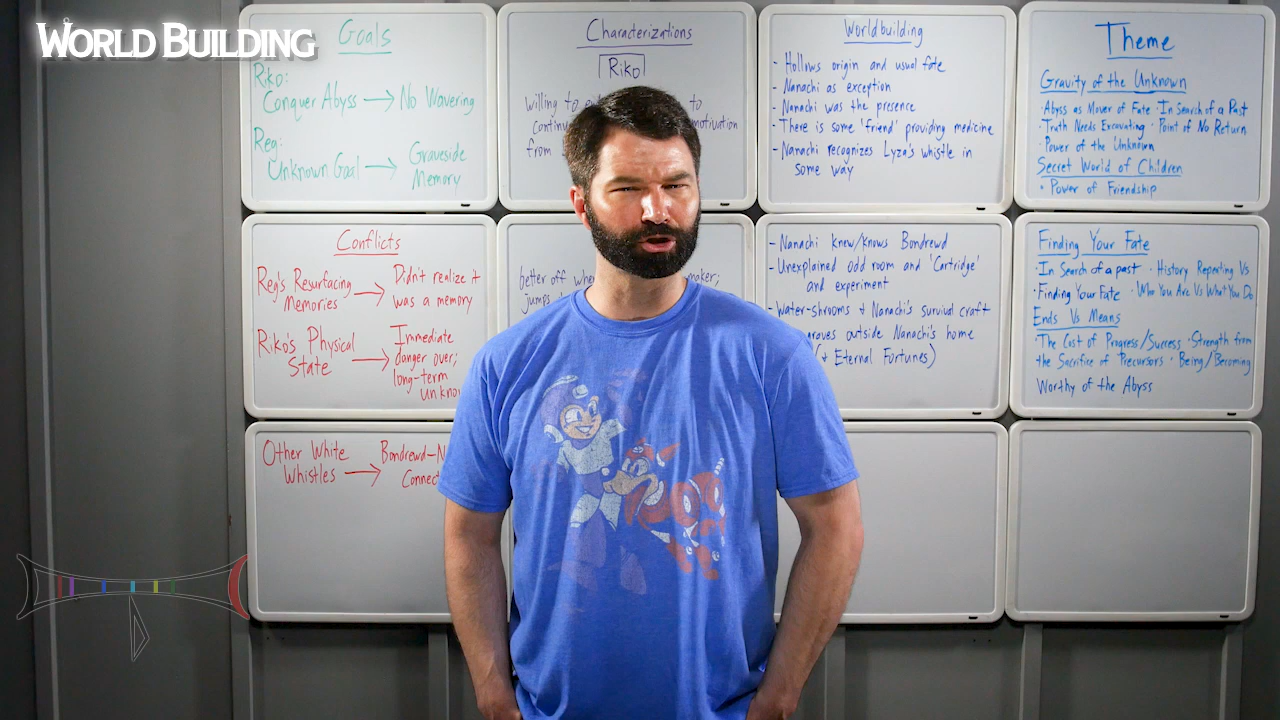 WORLD BUILDING
Goals
Riko:
Conquer Abyss → No Wavering
Reg:
Unknown Goal → Graveside
Memory
Characterizations
Riko
willing to to
continu motivation
from
Worldbuilding
- Hollows origin and usual fate
- Nanachi as exception
- Nanachi was the presence
- There is some 'friend' providing medicine
- Nanachi recognizes Lyza's whistle in
some way
Theme
Gravity of the Unknown
· Abyss as Mover of Fate · In Search of a Past
· Truth Needs Excavating · Point of No Return
· Power of the Unknown
Secret World of Children
· Power of Friendship
Conflicts
Reg's Resurfacing
Memories → Didn't realize it
was a memory
Riko's Physical
State → Immediate
danger over;
long-term
unkno
better off whe maker;
jumps
- Nanachi knew/knows Bondrewd
- Unexplained odd room and 'Cartridge'
and experiment
- Water-shrooms + Nanachi's survival craft
graves outside Nanachi's home
(+ Eternal Fortunes)
Finding Your Fate
· In Search of a past · History Repeating Vs
· Finding Your Fate · Who You Are Vs What You Do
Ends Vs Means
· The Cost of Progress/Success · Strength from
the Sacrifice of Precursors · Being/Becoming
Worthy of the Abyss
Other White
Whistles → Bondrewd-N
Connect